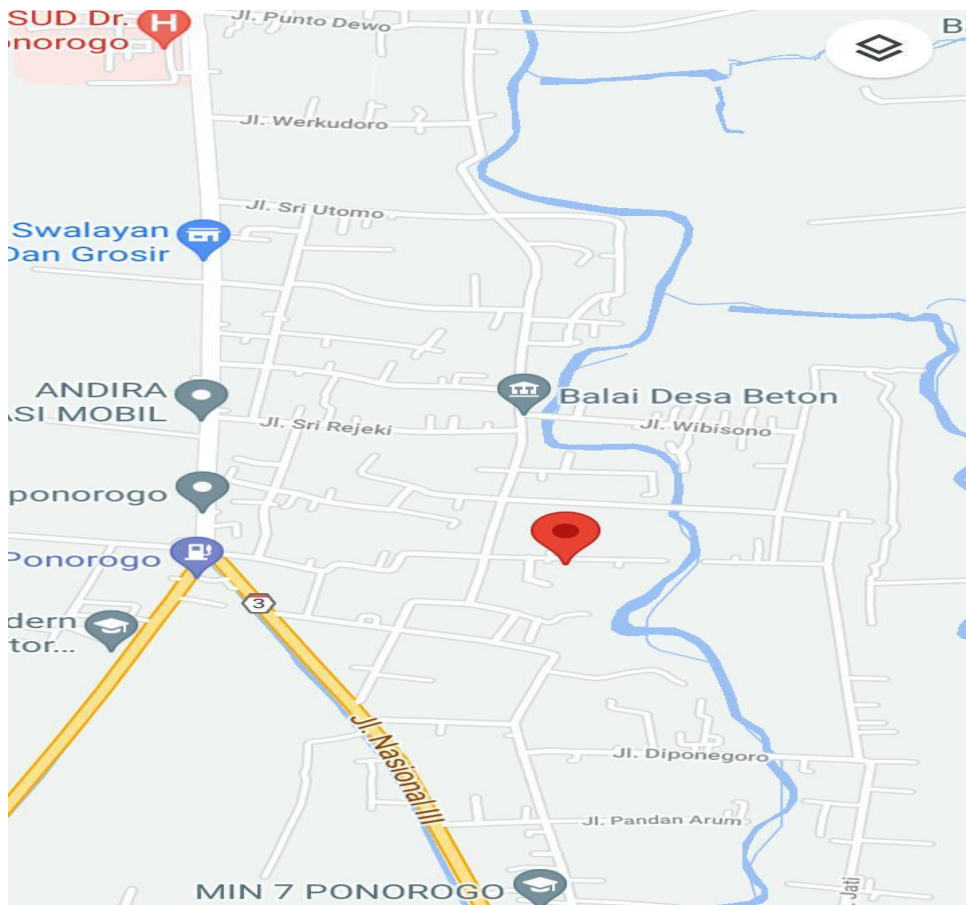 SUD Dr.
onorogo
H
Jl. Punto Dewo
B
Jl. Werkudoro
Jl. Sri Utomo
Swalayan
Dan Grosir
ANDIRA
ASI MOBIL
Balai Desa Beton
Jl. Sri Rejeki
Jl. Wibisono
ponorogo
Ponorogo
3
dern
tor...
Jl. Nasional III
Jl. Diponegoro
Jl. Pandan Arum
MIN 7 PONOROGO
. Jati